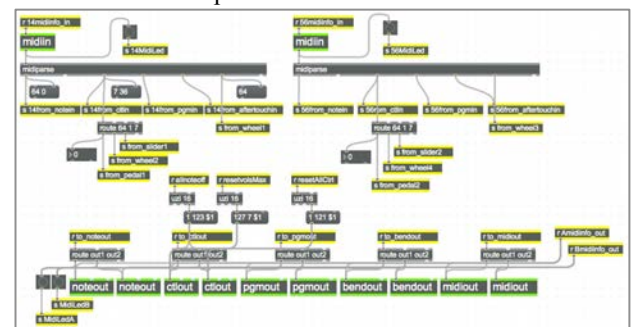 r 14midiinfo_in
midiin
s 14MidiLed
midiparse
64 0
7 36
64
s 14from_notein
s 14from_ctlin
s 14from_pgmin
s 14from_aftertouchin
route 64 1 7
s from_wheel1
0
s from_slider1
s from_wheel2
s from_pedal1
r 56midiinfo_in
midiin
s 56MidiLed
midiparse
s 56from_notein
s 56from_ctlin
s 56from_pgmin
s 56from_aftertouchin
route 64 1 7
s from_wheel3
0
s from_slider2
s from_wheel4
s from_pedal2
r allnoteoff
r resetvolsMax
r resetAllCtrl
uzi 16
uzi 16
uzi 16
123 $1
127 7 $1
121 $1
r AmidiInfo_out
r BmidiInfo_out
r to_noteout
r to_ctlout
r to_pgmout
r to_bendout
r to_midiout
route out1 out2
route out1 out2
route out1 out2
route out1 out2
route out1 out2
noteout
noteout
ctlout
ctlout
pgmout
pgmout
bendout
bendout
midiout
midiout
s MidiLedB
s MidiLedA